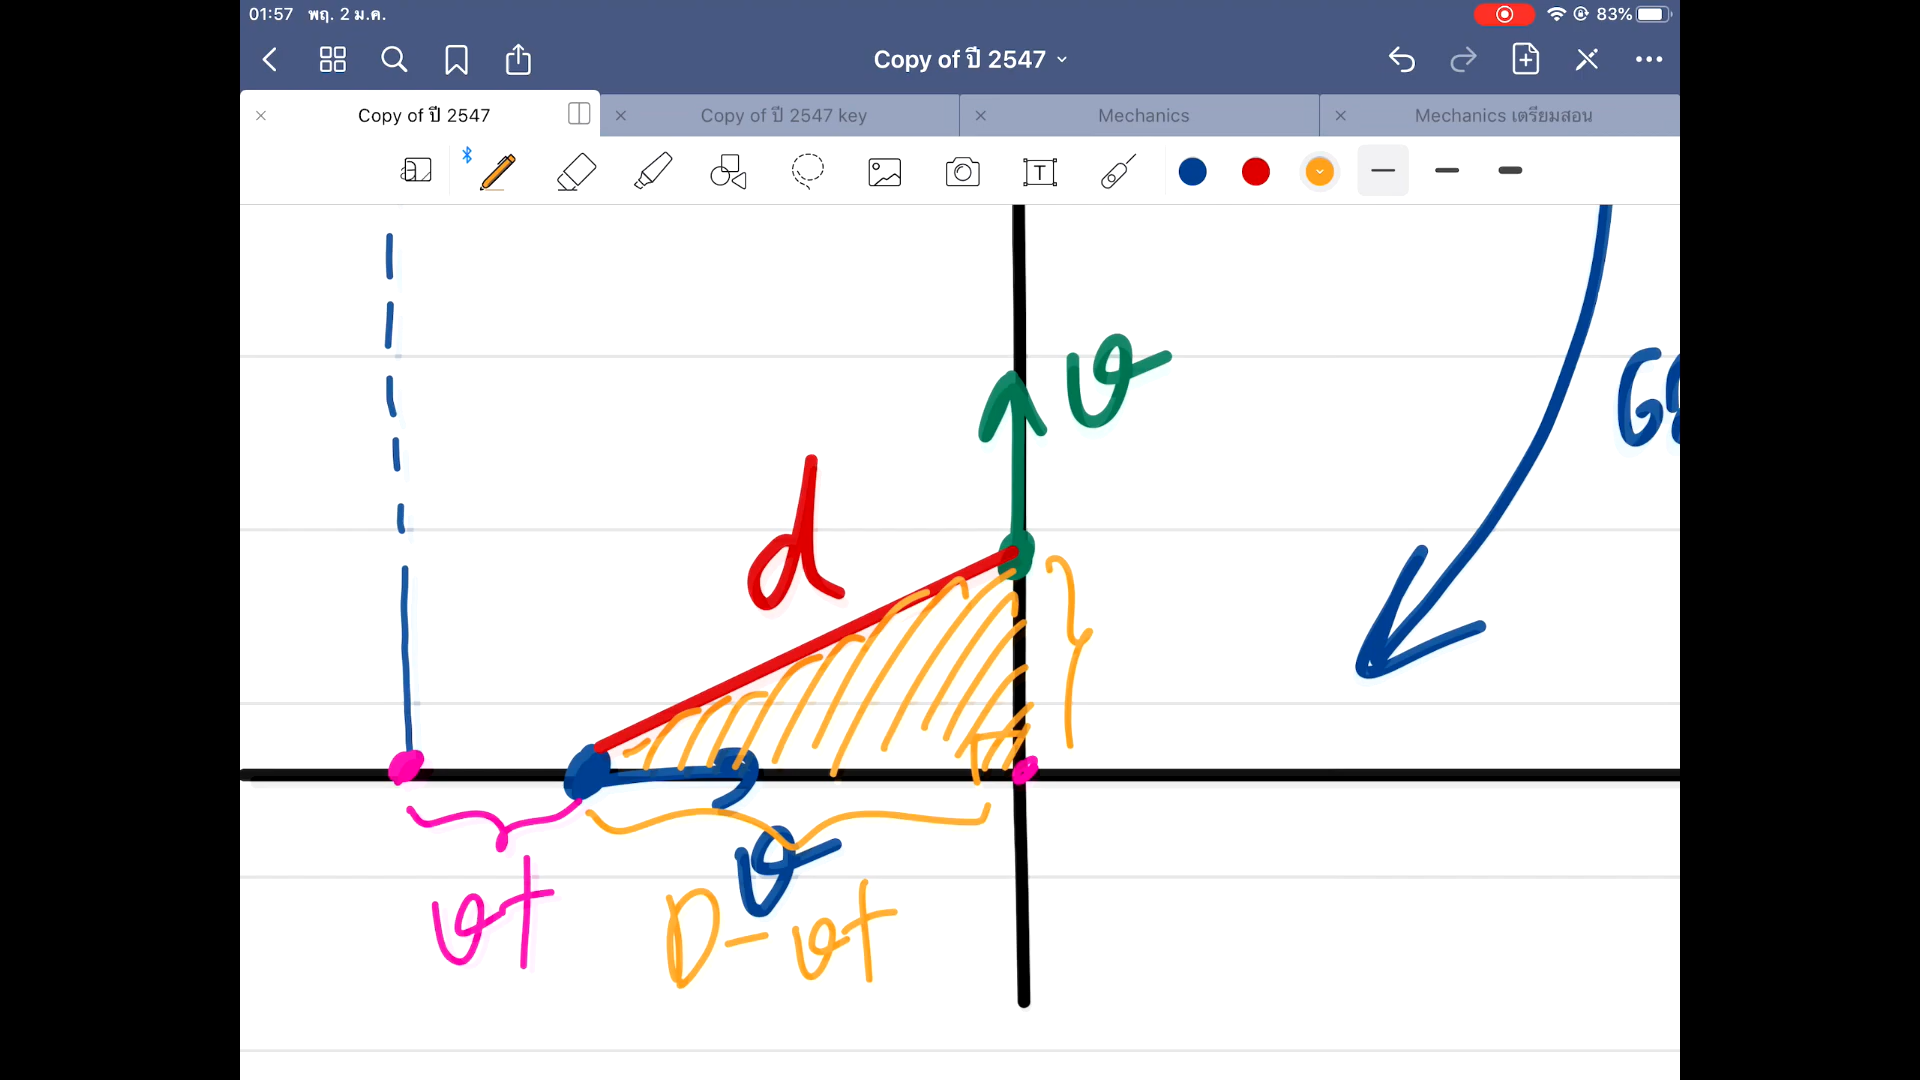 01:57 พฤ. 2 ม.ค. 83%
Copy of ปี 2547
Copy of ปี 2547 Copy of ปี 2547 key Mechanics Mechanics เตรียมสอน
T
v
d
v
vt
D-vt